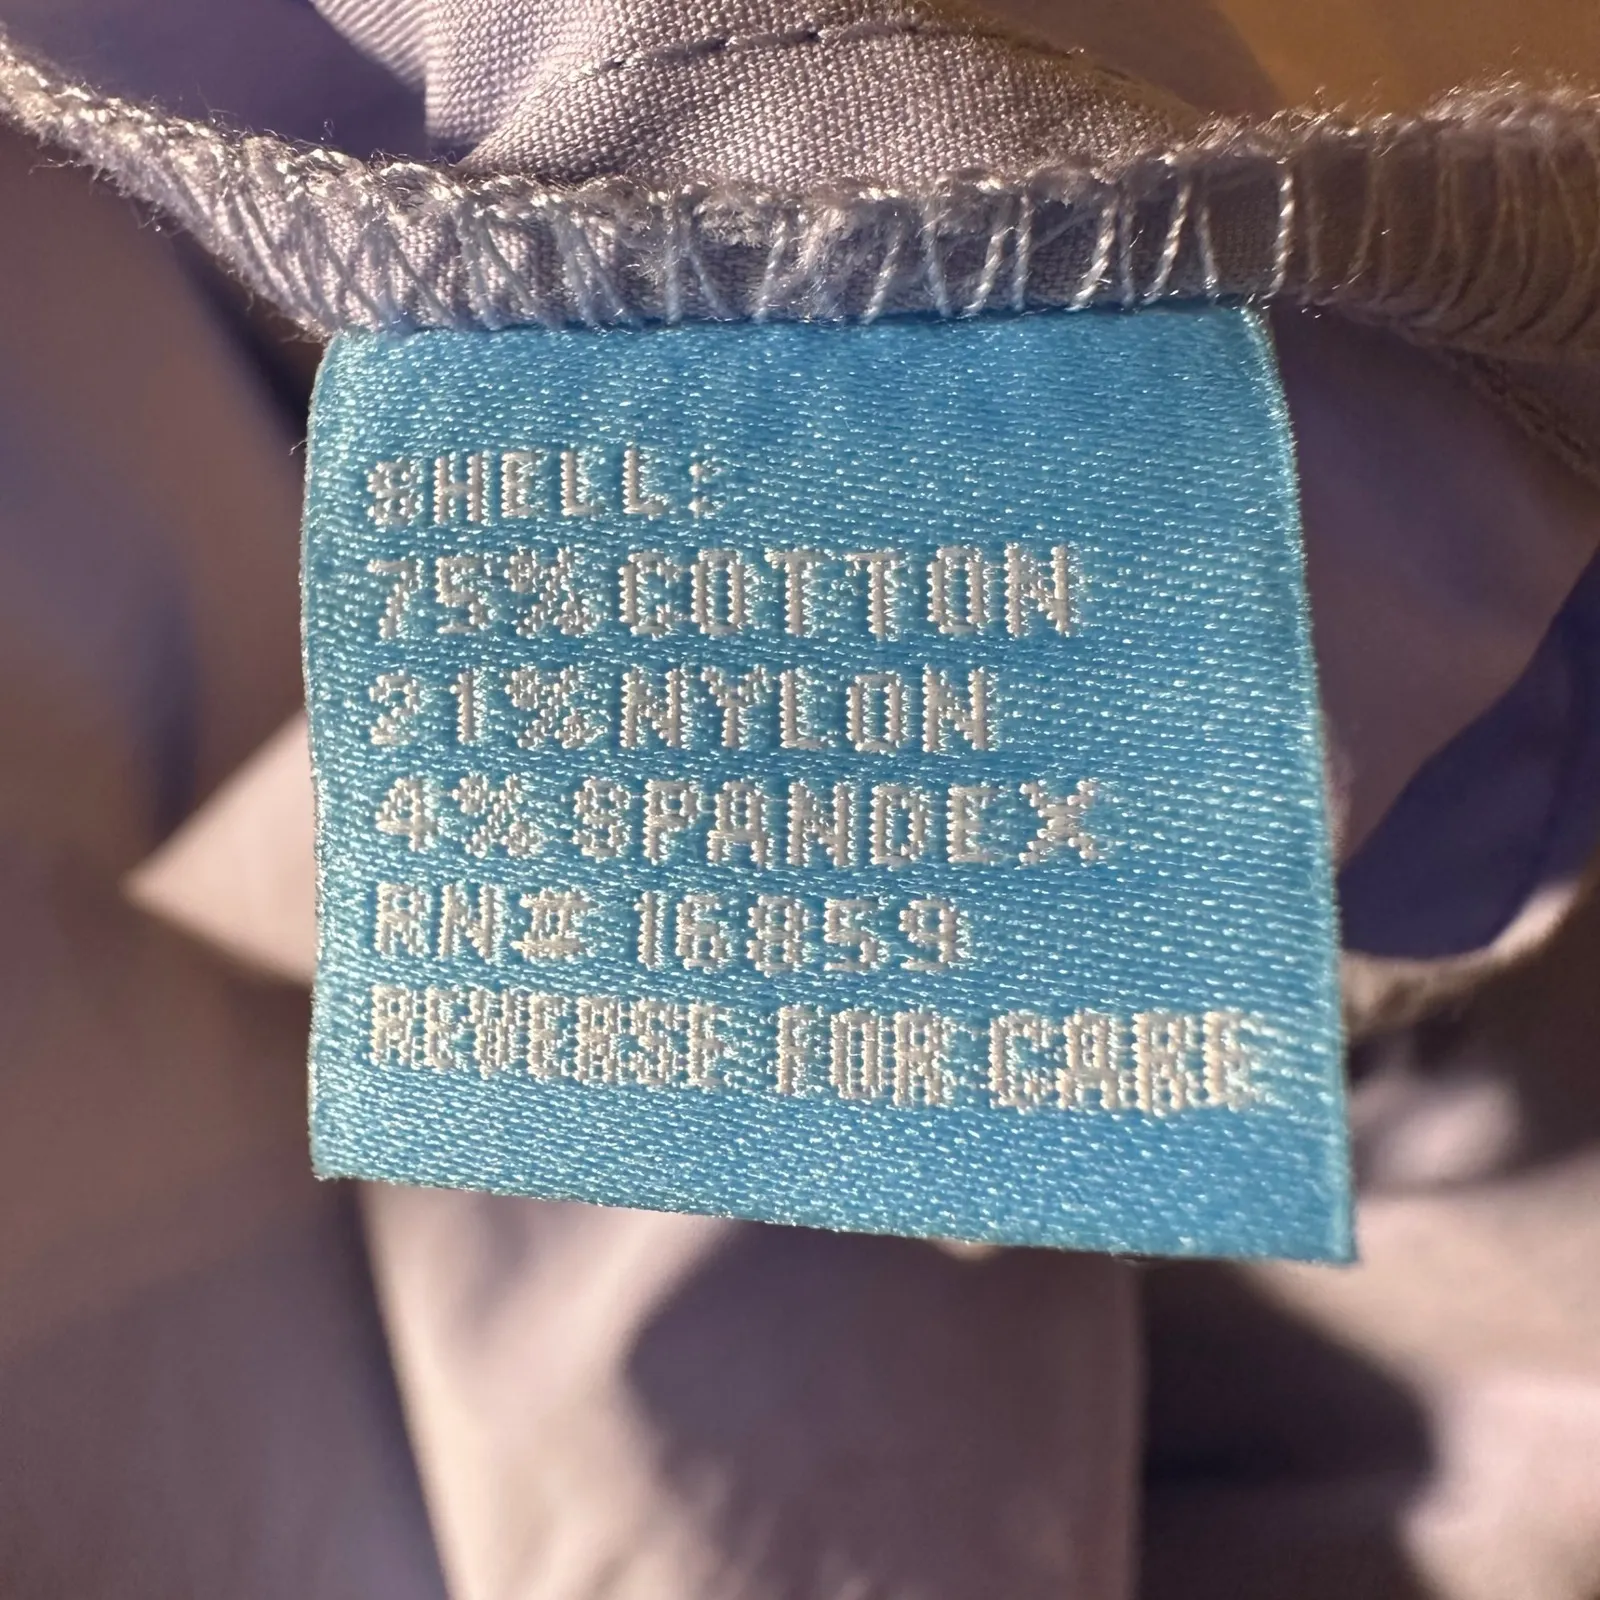 SHELL:
75% COTTON
21% NYLON
4% SPANDEX
RN# 16859
REVERSE FOR CARE